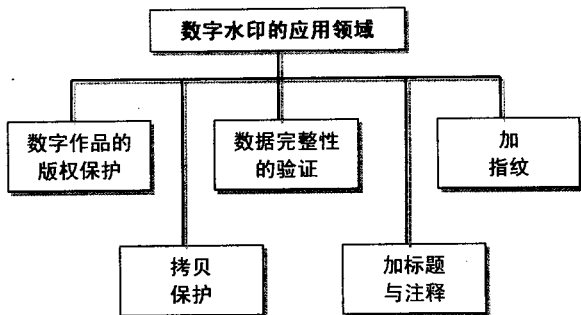 数字水印的应用领域
数字作品的
版权保护
数据完整性
的验证
加
指纹
拷贝
保护
加标题
与注释